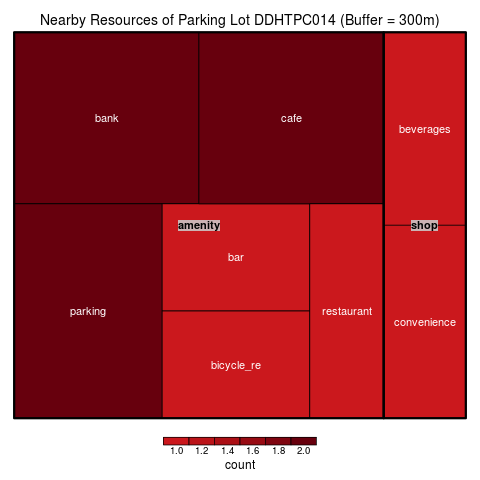 Nearby Resources of Parking Lot DDHTPC014 (Buffer = 300m)
bank
cafe
beverages
amenity
shop
bar
parking
restaurant
convenience
bicycle_re
1.0 1.2 1.4 1.6 1.8 2.0
count